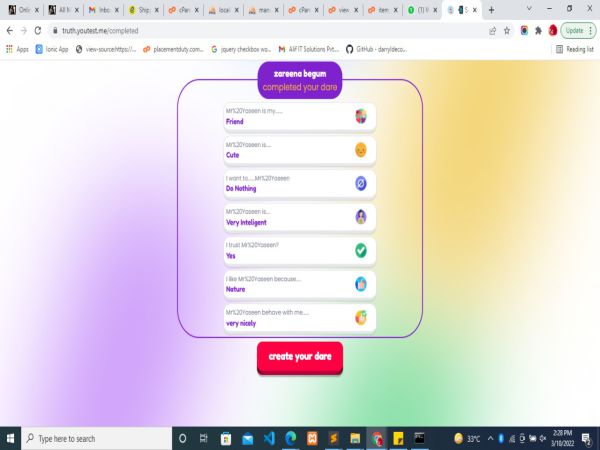 Onlin
All N
Inbo
Ship
cPan
local
man
cPan
view
item
(1) W
S
truth.youtest.me/completed
Update
Apps
Ionic App
view-source:https://...
placementduty.com...
jquery checkbox wo...
Alif IT Solutions Pvt...
GitHub - darryldeco...
Reading list
zareena begum
completed your dare
Mr%20Yaseen is my.....
Friend
Mr%20Yaseen is....
Cute
I want to.....Mr%20Yaseen
Do Nothing
Mr%20Yaseen is...
Very Inteligent
I trust Mr%20Yaseen?
Yes
I like Mr%20Yaseen because....
Nature
Mr%20Yaseen behave with me.....
very nicely
create your dare
Type here to search
33°C
2:28 PM
3/10/2022